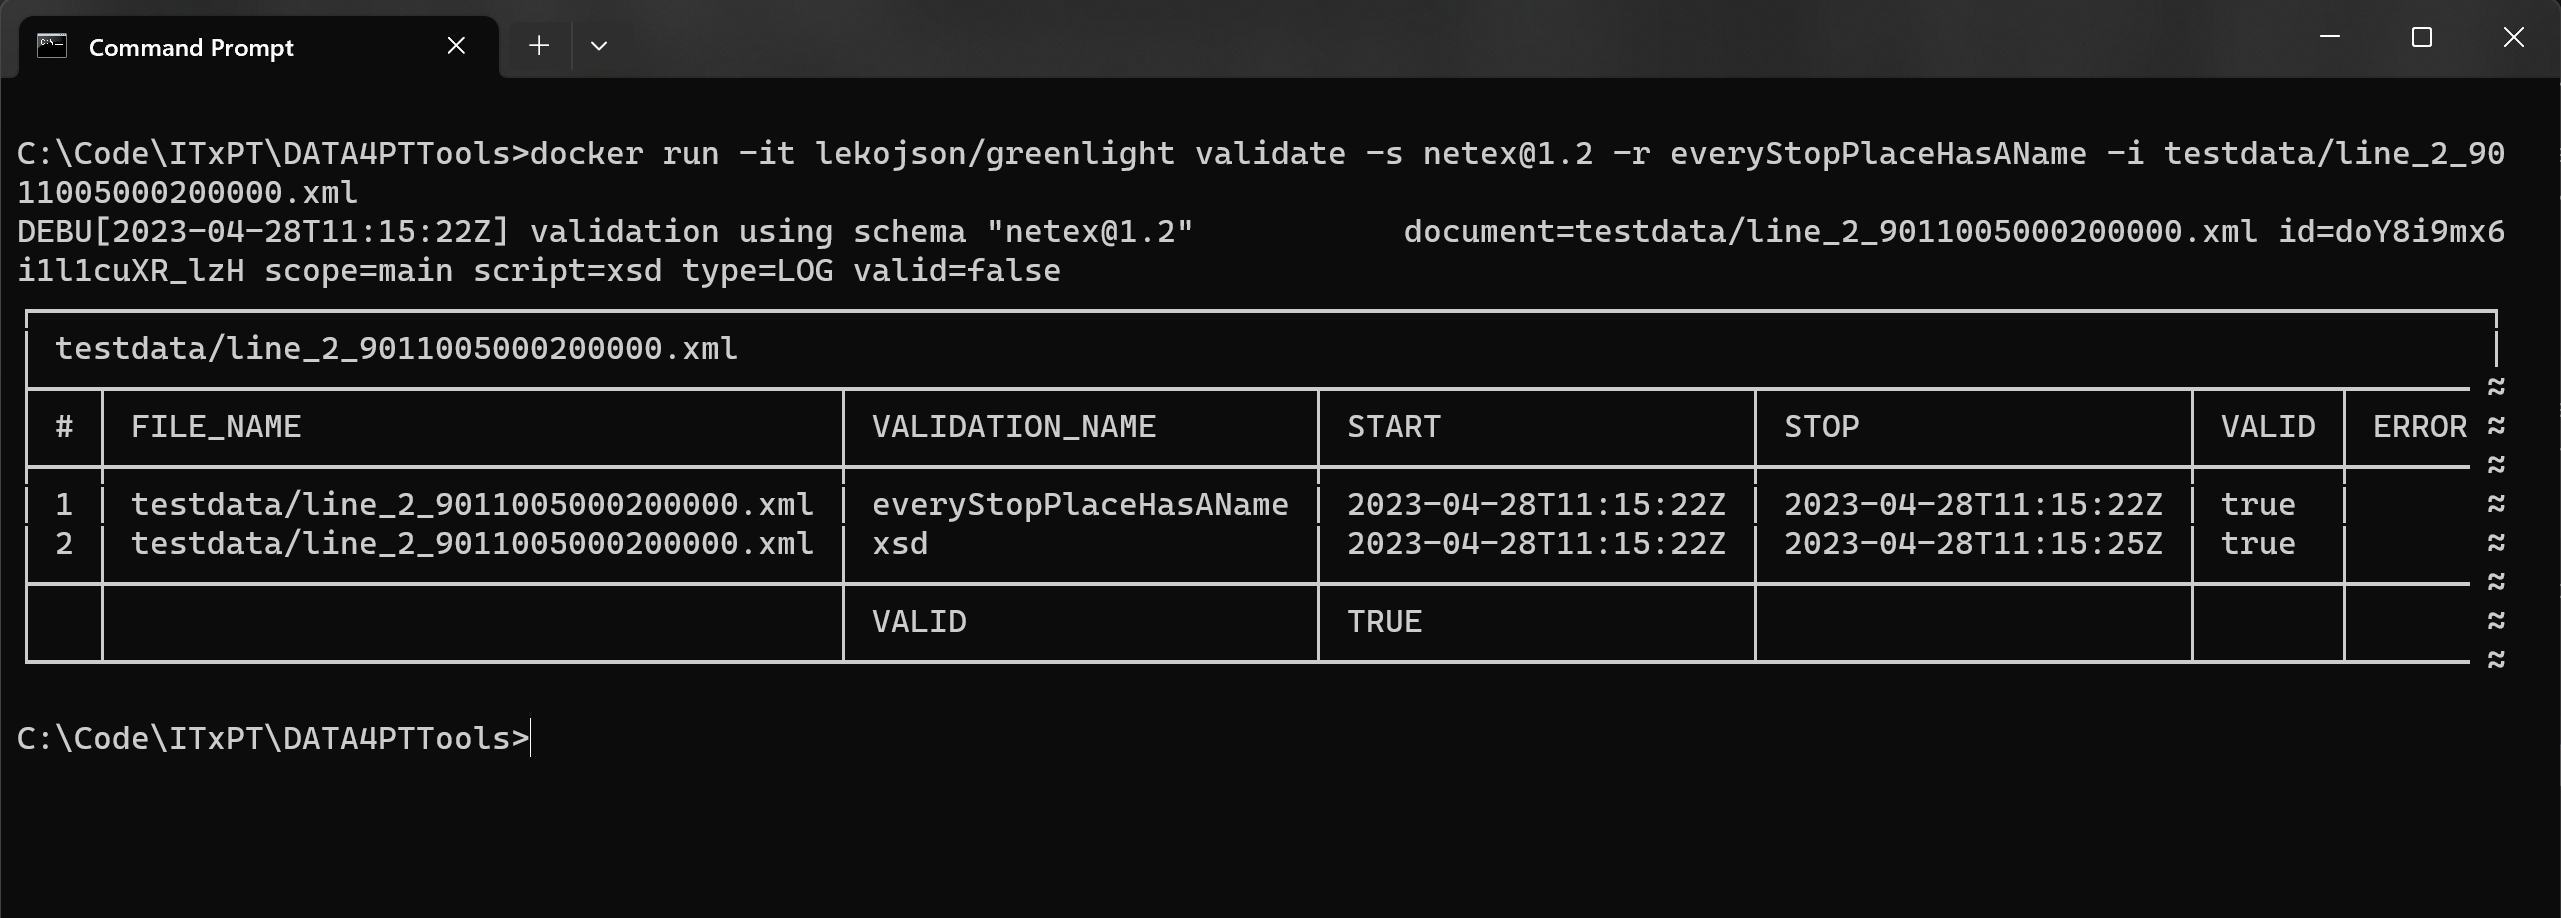 Command Prompt
C:\Code\ITxPT\DATA4PTTools>docker run -it lekojson/greenlight validate -s netex@1.2 -r everyStopPlaceHasAName -i testdata/line_2_90
11005000200000.xml
DEBU[2023-04-28T11:15:22Z] validation using schema "netex@1.2" document=testdata/line_2_9011005000200000.xml id=doY8i9mx6
i1l1cuXR_lzH scope=main script=xsd type=LOG valid=false
testdata/line_2_9011005000200000.xml
# FILE_NAME VALIDATION_NAME START STOP VALID ERROR ≈
1 testdata/line_2_9011005000200000.xml everyStopPlaceHasAName 2023-04-28T11:15:22Z 2023-04-28T11:15:22Z true ≈
2 testdata/line_2_9011005000200000.xml xsd 2023-04-28T11:15:22Z 2023-04-28T11:15:25Z true ≈
VALID TRUE ≈
C:\Code\ITxPT\DATA4PTTools>